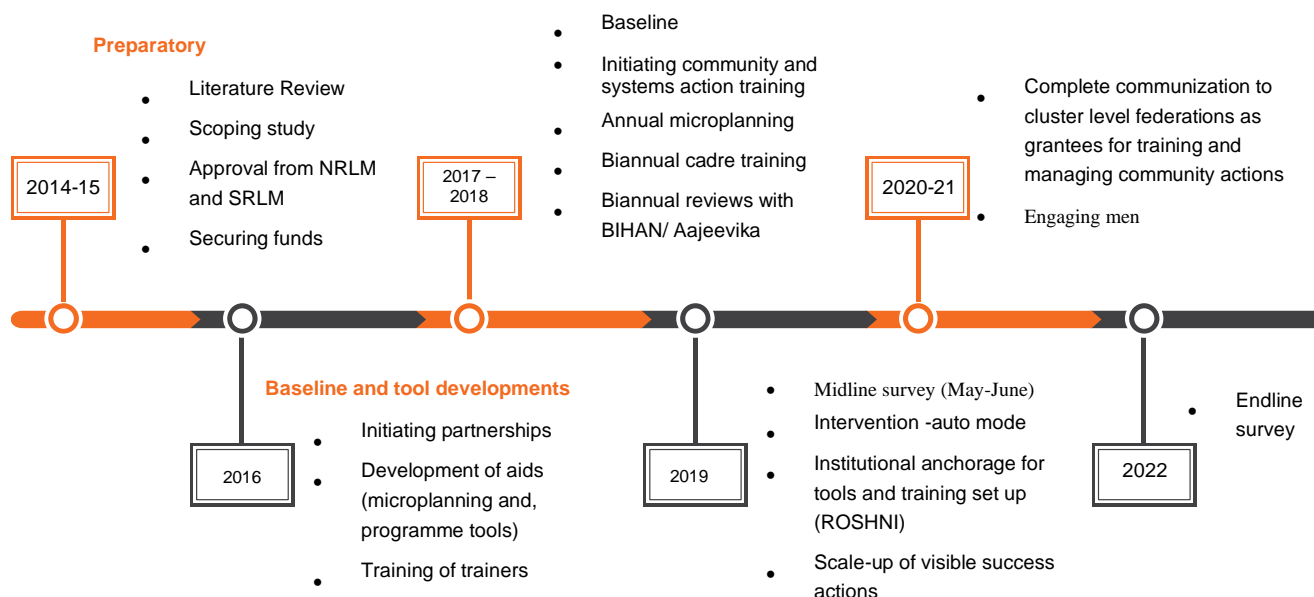 Preparatory
2014-15
Literature Review
Scoping study
Approval from NRLM
and SRLM
Securing funds
Baseline and tool developments
2016
Initiating partnerships
Development of aids
(microplanning and,
programme tools)
Training of trainers
2017 –
2018
Baseline
Initiating community and
systems action training
Annual microplanning
Biannual cadre training
Biannual reviews with
BIHAN/ Aajeevika
2019
Midline survey (May-June)
Intervention -auto mode
Institutional anchorage for
tools and training set up
(ROSHNI)
Scale-up of visible success
actions
2020-21
Complete communization to
cluster level federations as
grantees for training and
managing community actions
Engaging men
2022
Endline
survey